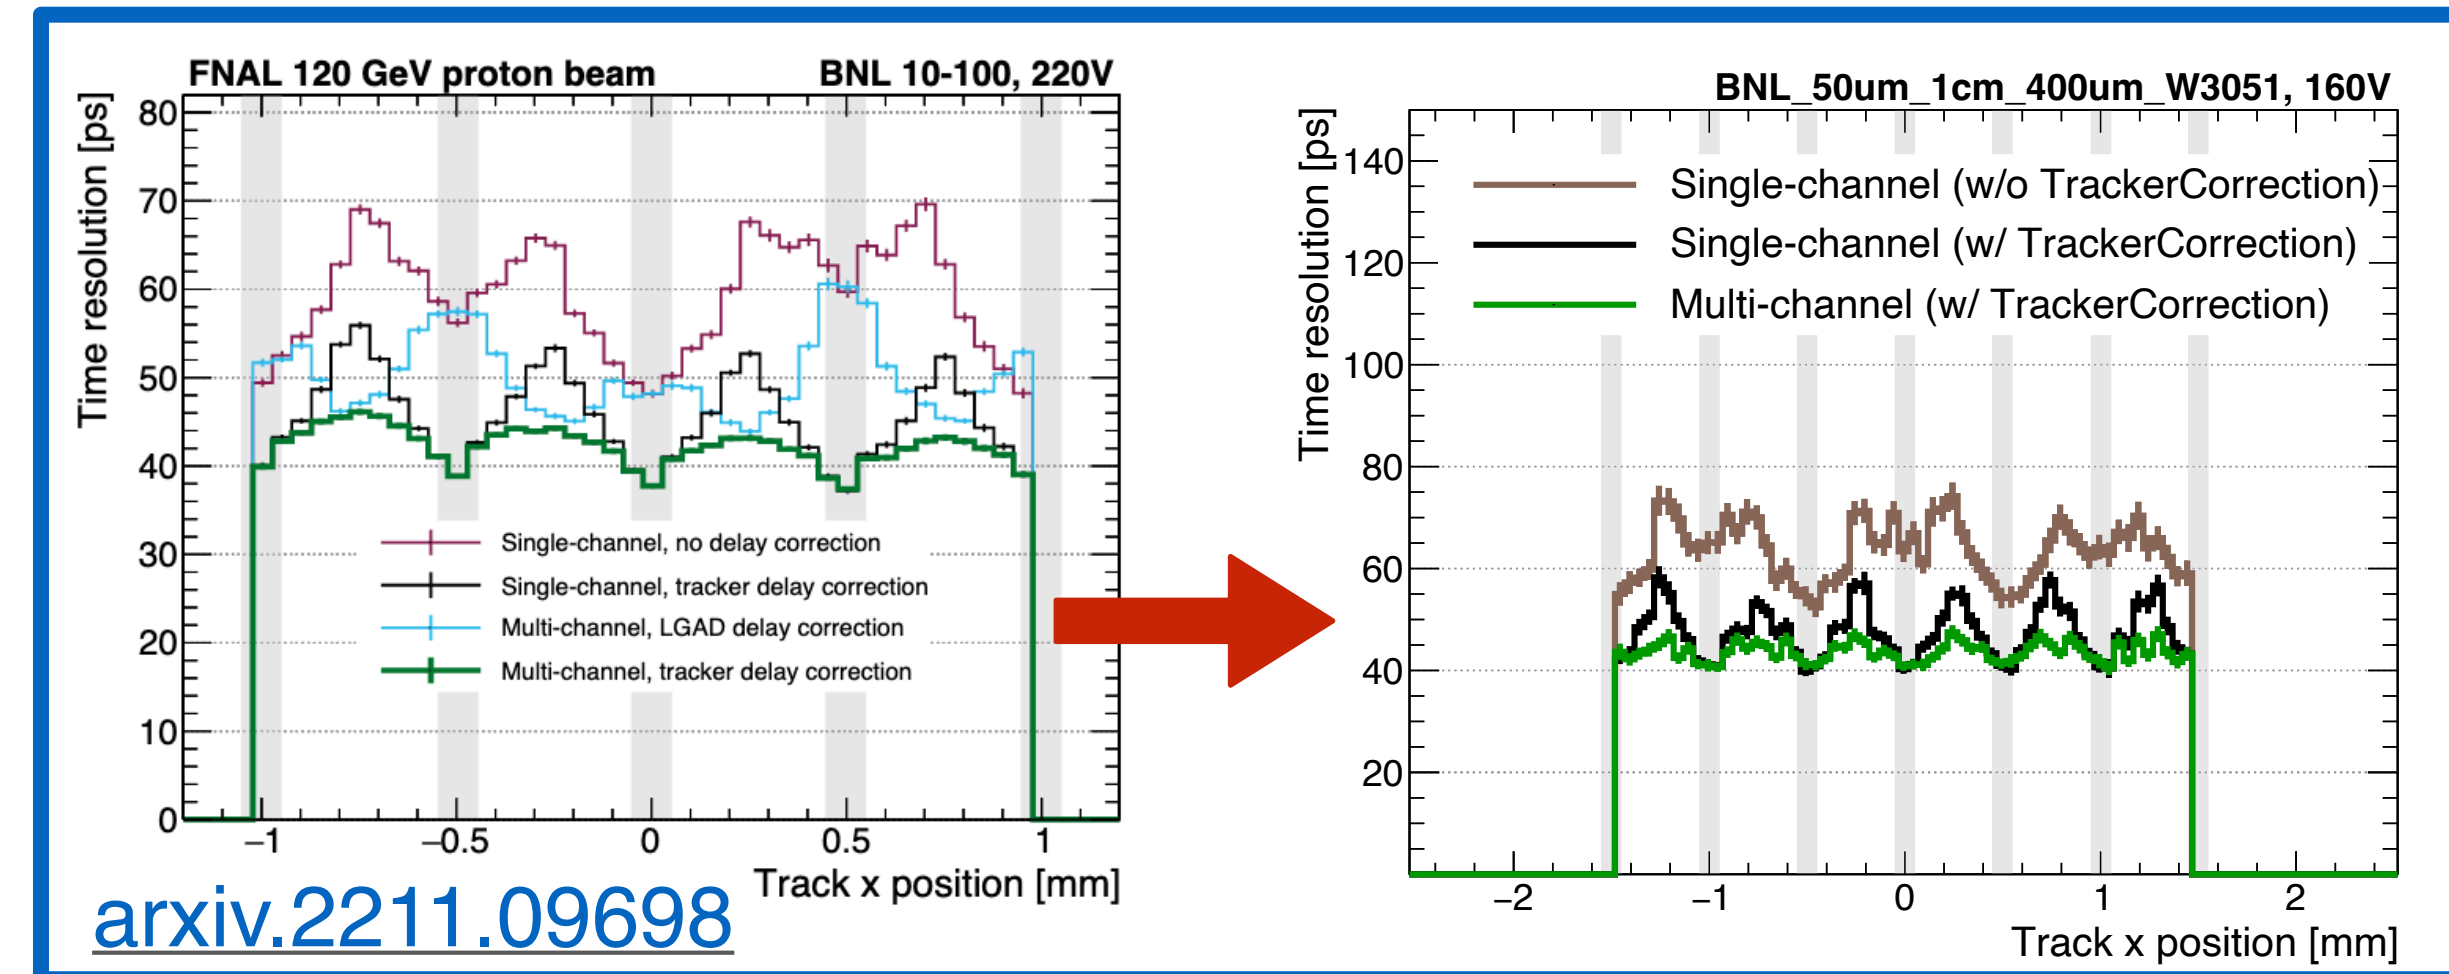 FNAL 120 GeV proton beam BNL 10-100, 220V
Time resolution [ps]
80
70
60
50
40
30
20
10
0
Single-channel, no delay correction
Single-channel, tracker delay correction
Multi-channel, LGAD delay correction
Multi-channel, tracker delay correction
−1 −0.5 0 0.5 1
Track x position [mm]
arxiv.2211.09698
BNL_50um_1cm_400um_W3051, 160V
Time resolution [ps]
140
120
100
80
60
40
20
Single-channel (w/o TrackerCorrection)
Single-channel (w/ TrackerCorrection)
Multi-channel (w/ TrackerCorrection)
−2 −1 0 1 2
Track x position [mm]